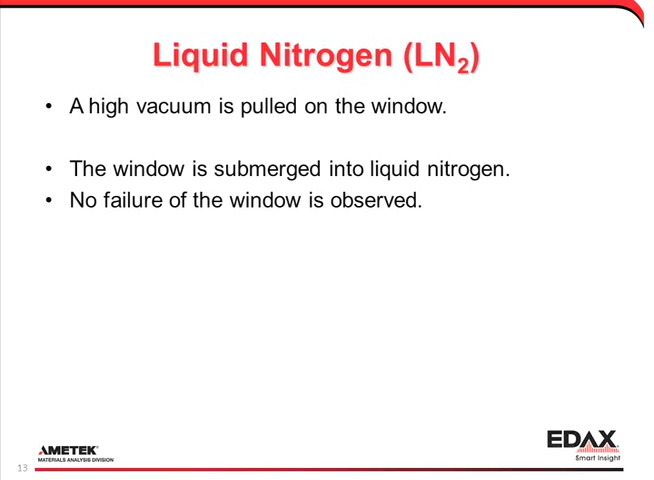 Liquid Nitrogen (LN2)
• A high vacuum is pulled on the window.
• The window is submerged into liquid nitrogen.
• No failure of the window is observed.
AMETEK
MATERIALS ANALYSIS DIVISION
EDAX
Smart Insight
13